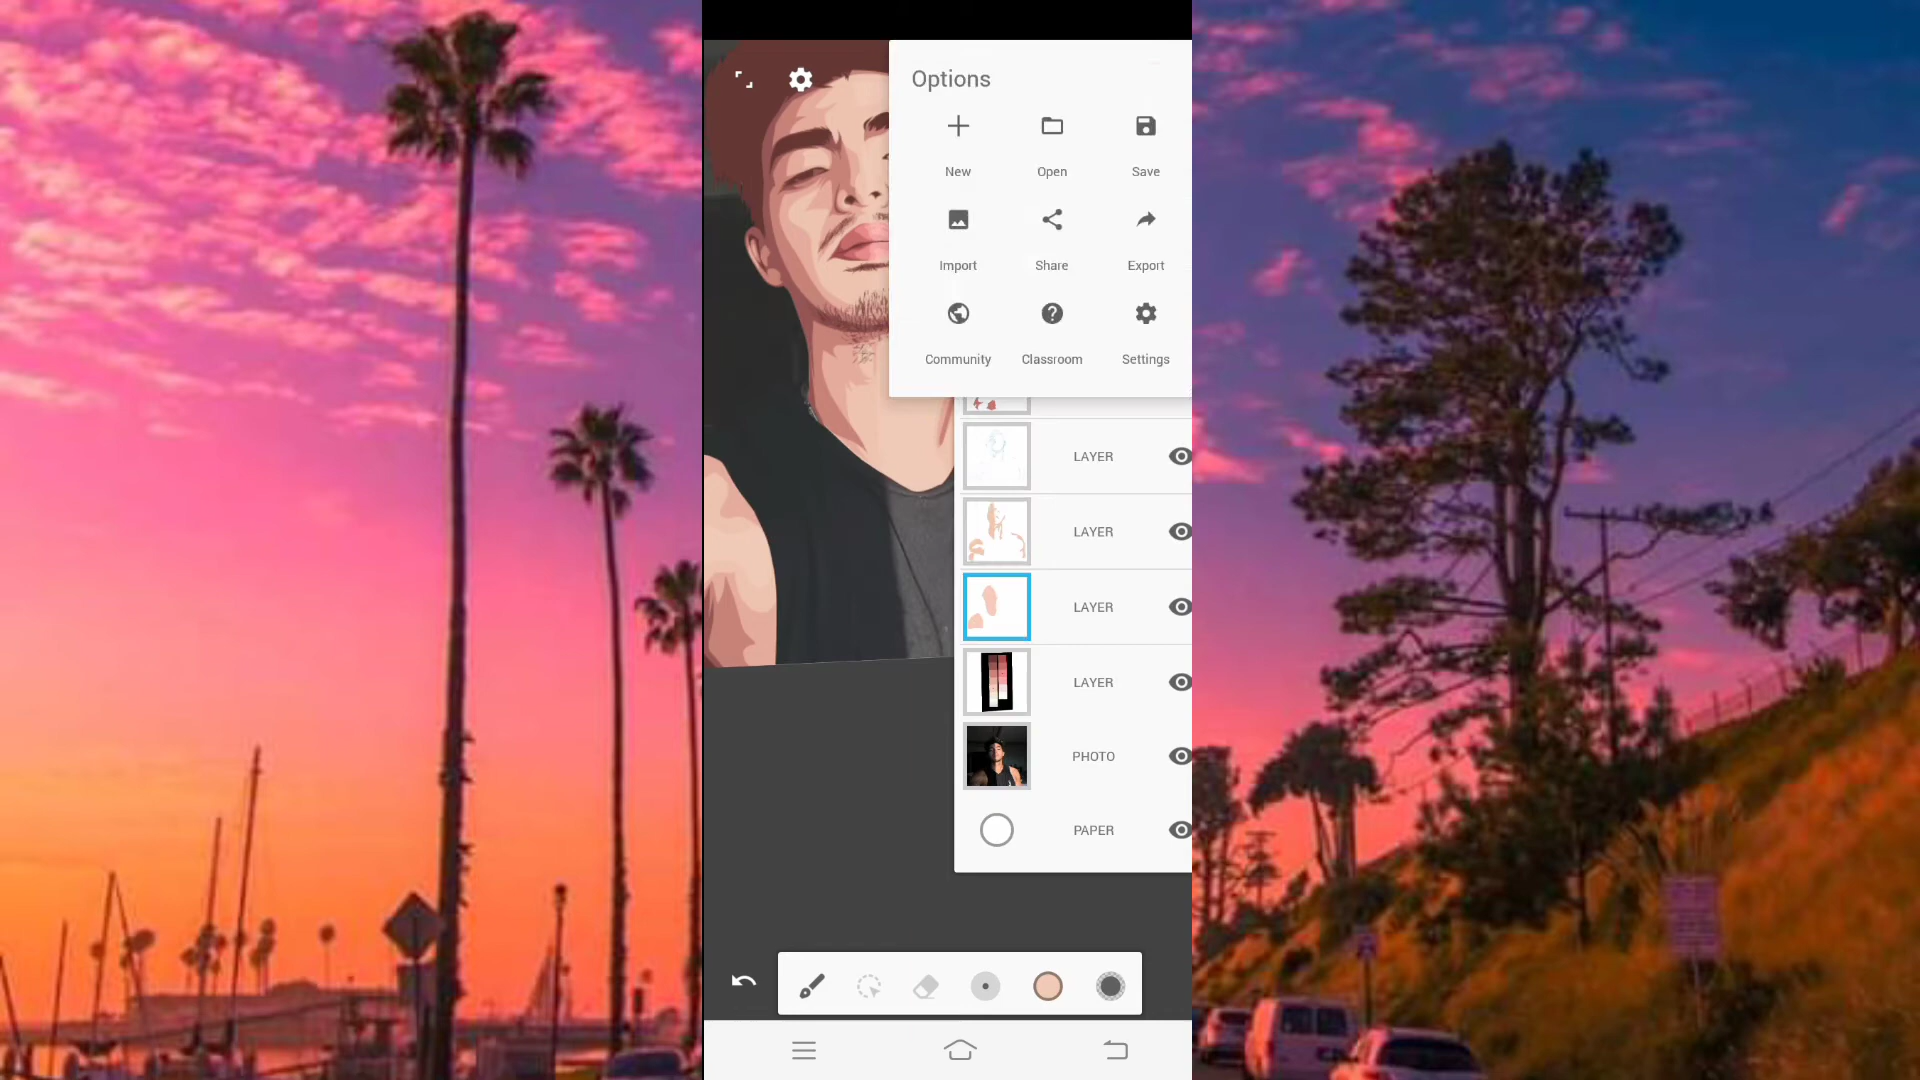 Options
New Open Save
Import Share Export
Community Classroom Settings
LAYER
LAYER
LAYER
LAYER
PHOTO
PAPER